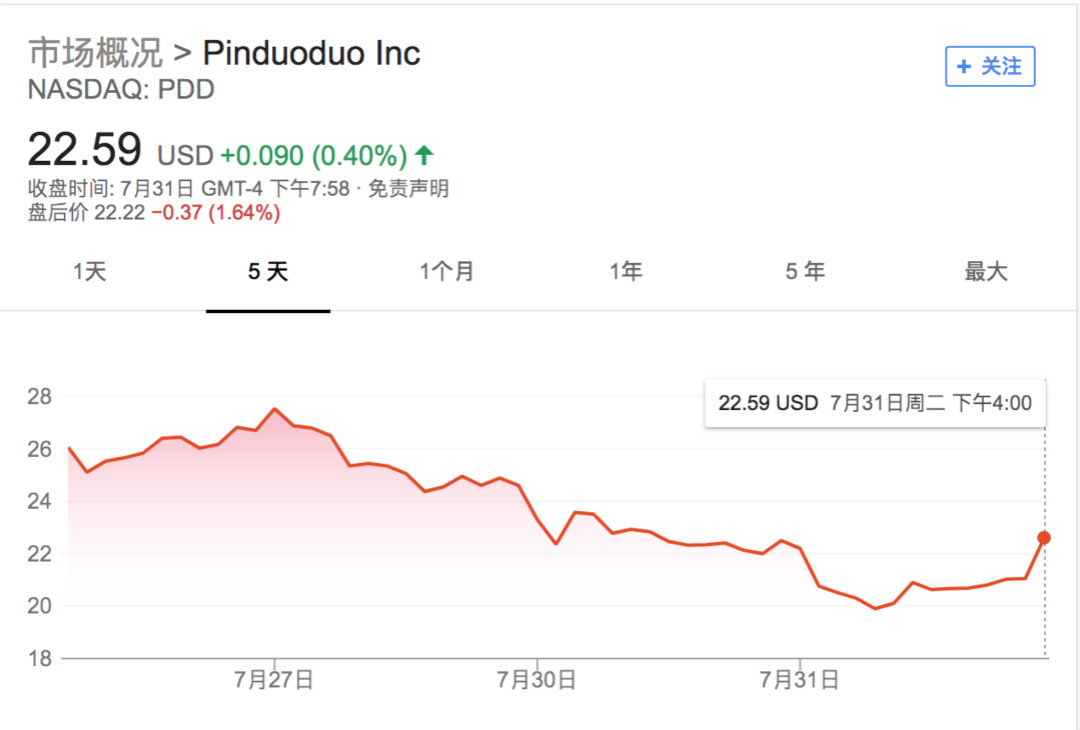 市场概况 > Pinduoduo Inc
NASDAQ: PDD
+ 关注
22.59 USD +0.090 (0.40%)
收盘时间: 7月31日 GMT-4 下午7:58 · 免责声明
盘后价 22.22 −0.37 (1.64%)
1天 5 天 1个月 1年 5 年 最大
22.59 USD 7月31日周二 下午4:00
28
26
24
22
20
18
7月27日 7月30日 7月31日